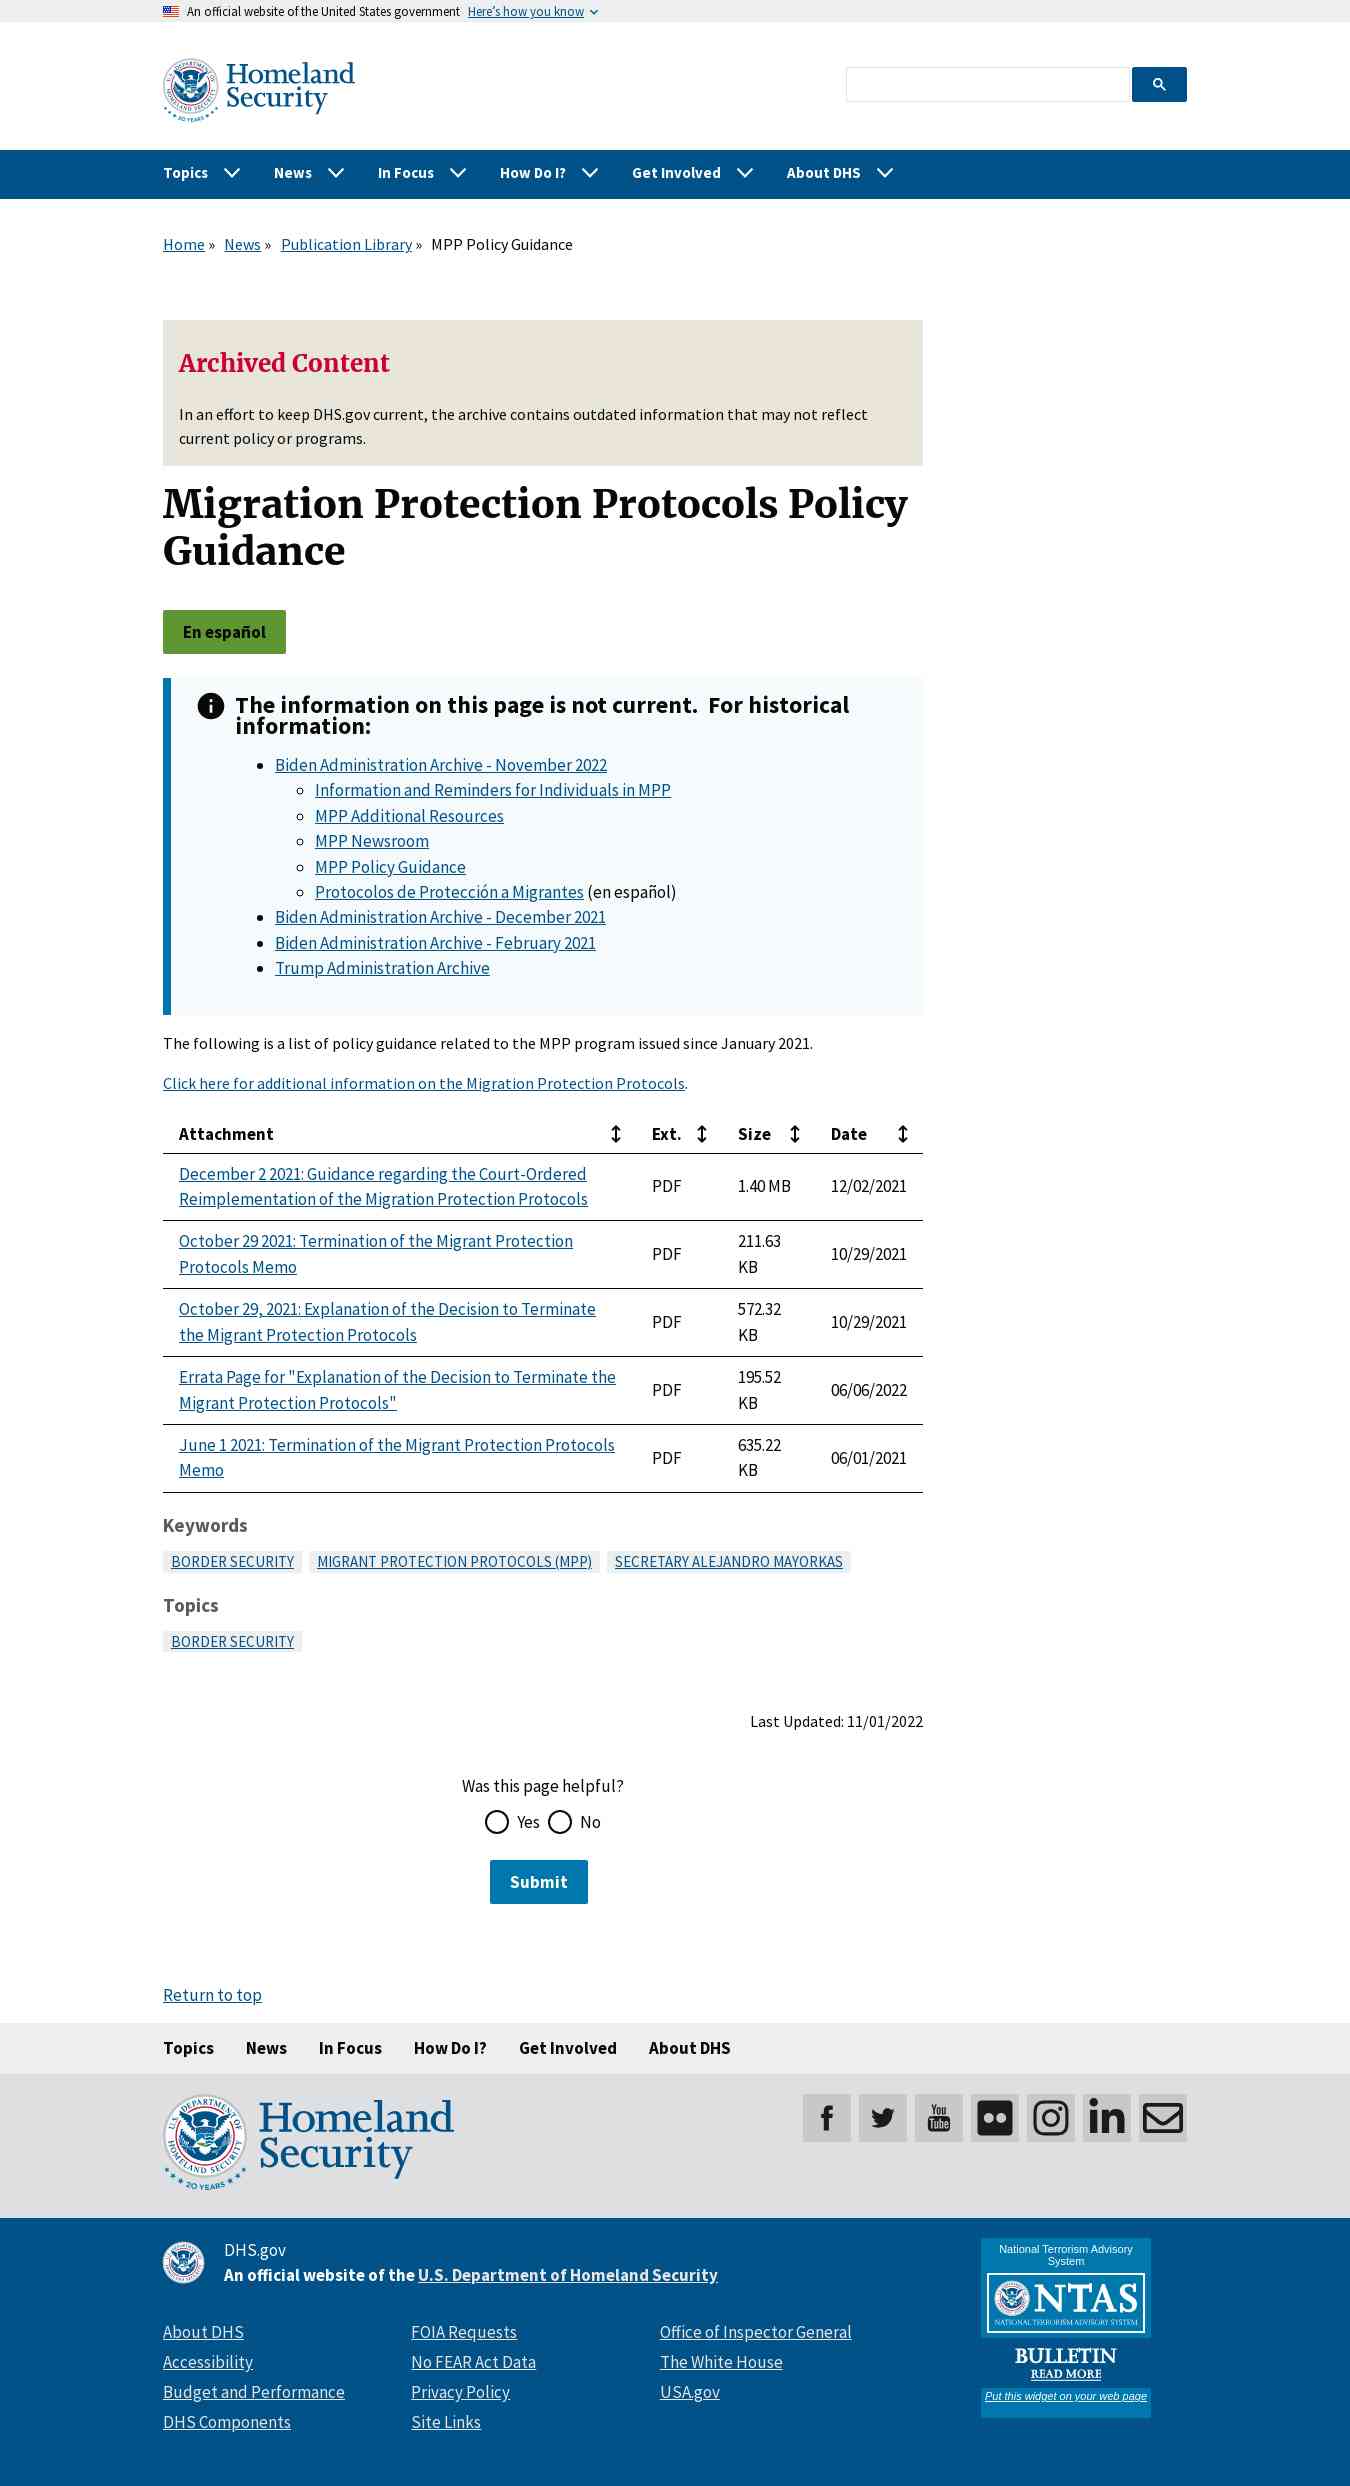 An official website of the United States government Here's how you know
U.S. DEPARTMENT OF HOMELAND SECURITY
20 YEARS
Homeland
Security
Topics News In Focus How Do I? Get Involved About DHS
Home » News » Publication Library » MPP Policy Guidance
Archived Content
In an effort to keep DHS.gov current, the archive contains outdated information that may not reflect
current policy or programs.
Migration Protection Protocols Policy
Guidance
En español
The information on this page is not current. For historical
information:
Biden Administration Archive - November 2022
Information and Reminders for Individuals in MPP
MPP Additional Resources
MPP Newsroom
MPP Policy Guidance
Protocolos de Protección a Migrantes (en español)
Biden Administration Archive - December 2021
Biden Administration Archive - February 2021
Trump Administration Archive
The following is a list of policy guidance related to the MPP program issued since January 2021.
Click here for additional information on the Migration Protection Protocols.
Attachment Ext. Size Date
December 2 2021: Guidance regarding the Court-Ordered
Reimplementation of the Migration Protection Protocols
PDF 1.40 MB 12/02/2021
October 29 2021: Termination of the Migrant Protection
Protocols Memo
PDF 211.63
KB
10/29/2021
October 29, 2021: Explanation of the Decision to Terminate
the Migrant Protection Protocols
PDF 572.32
KB
10/29/2021
Errata Page for "Explanation of the Decision to Terminate the
Migrant Protection Protocols"
PDF 195.52
KB
06/06/2022
June 1 2021: Termination of the Migrant Protection Protocols
Memo
PDF 635.22
KB
06/01/2021
Keywords
BORDER SECURITY MIGRANT PROTECTION PROTOCOLS (MPP) SECRETARY ALEJANDRO MAYORKAS
Topics
BORDER SECURITY
Last Updated: 11/01/2022
Was this page helpful?
Yes No
Submit
Return to top
Topics News In Focus How Do I? Get Involved About DHS
U.S. DEPARTMENT OF HOMELAND SECURITY
20 YEARS
Homeland
Security
f You Tube in
DHS.gov
An official website of the U.S. Department of Homeland Security
About DHS
Accessibility
Budget and Performance
DHS Components
FOIA Requests
No FEAR Act Data
Privacy Policy
Site Links
Office of Inspector General
The White House
USA.gov
National Terrorism Advisory
System
NTAS
NATIONAL TERRORISM ADVISORY SYSTEM
BULLETIN
READ MORE
Put this widget on your web page